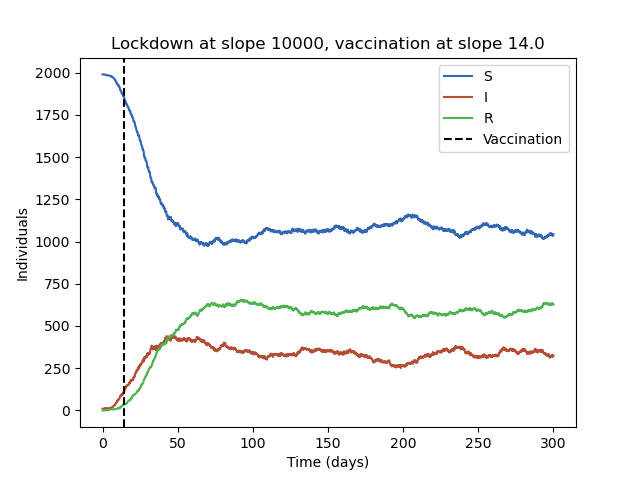 Lockdown at slope 10000, vaccination at slope 14.0
S
I
R
Vaccination
Individuals
2000
1750
1500
1250
1000
750
500
250
0
0 50 100 150 200 250 300
Time (days)